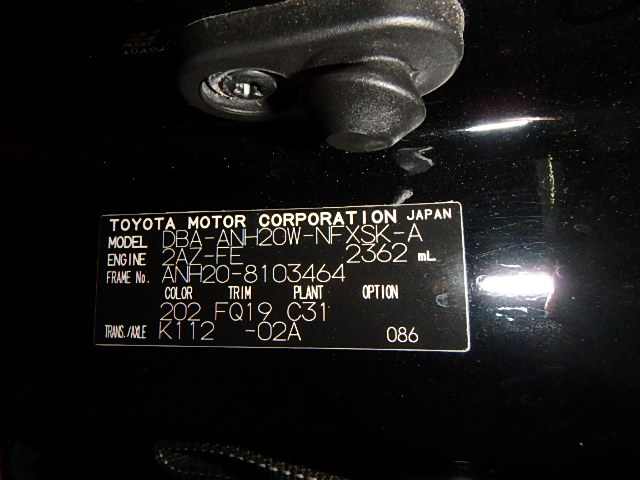 TOYOTA MOTOR CORPORATION JAPAN
MODEL DBA-ANH20W-NFXSK-A
ENGINE 2AZ-FE 2362 mL
FRAME No. ANH20-8103464
COLOR TRIM PLANT OPTION
202 FQ19 C31
TRANS./AXLE K112 -02A 086